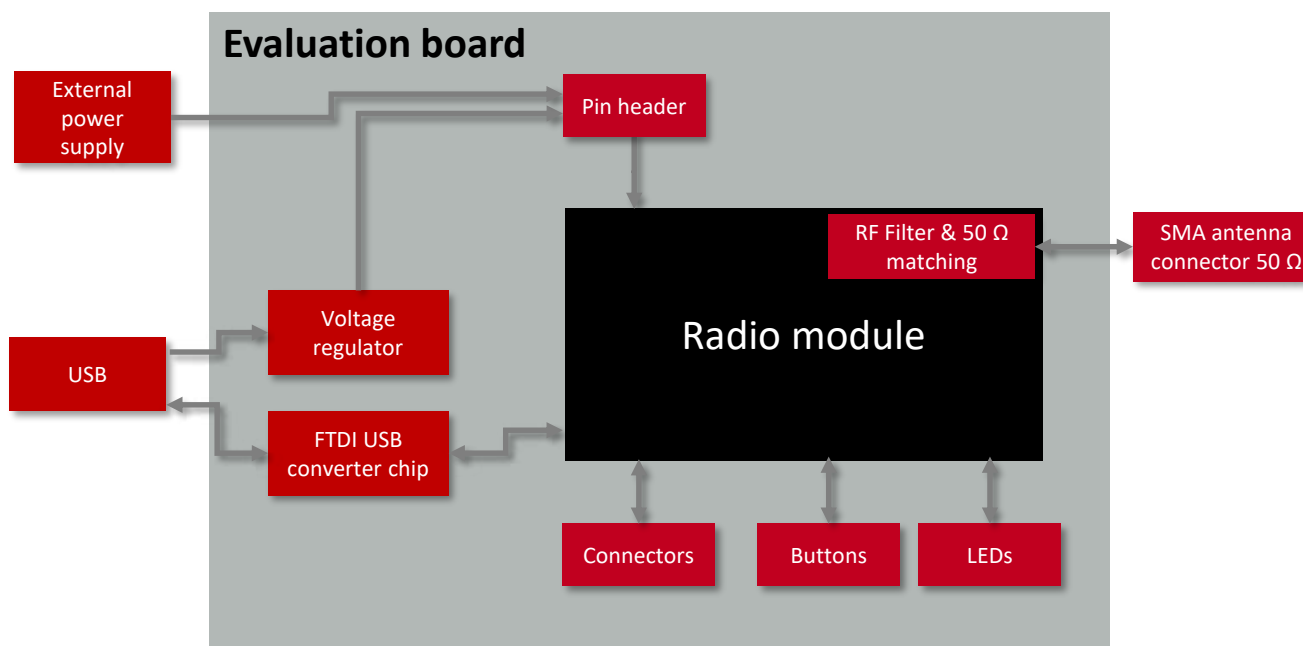 Evaluation board
External
power
supply
Pin header
RF Filter & 50 Ω
matching
SMA antenna
connector 50 Ω
Voltage
regulator
Radio module
USB
FTDI USB
converter chip
Connectors
Buttons
LEDs